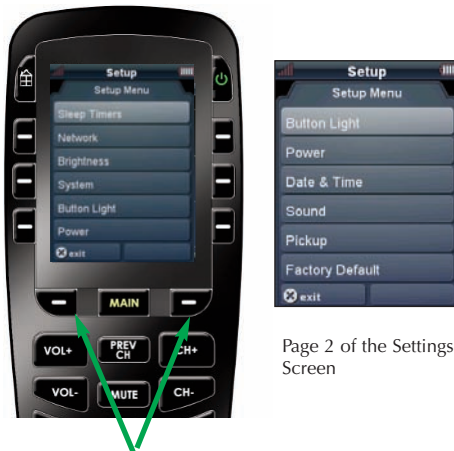 Setup
Setup Menu
Sleep Timers
Network
Brightness
System
Button Light
Power
exit
MAIN
VOL+
PREV
CH
CH+
VOL-
MUTE
CH-
Setup
Setup Menu
Button Light
Power
Date & Time
Sound
Pickup
Factory Default
exit
Page 2 of the Settings
Screen